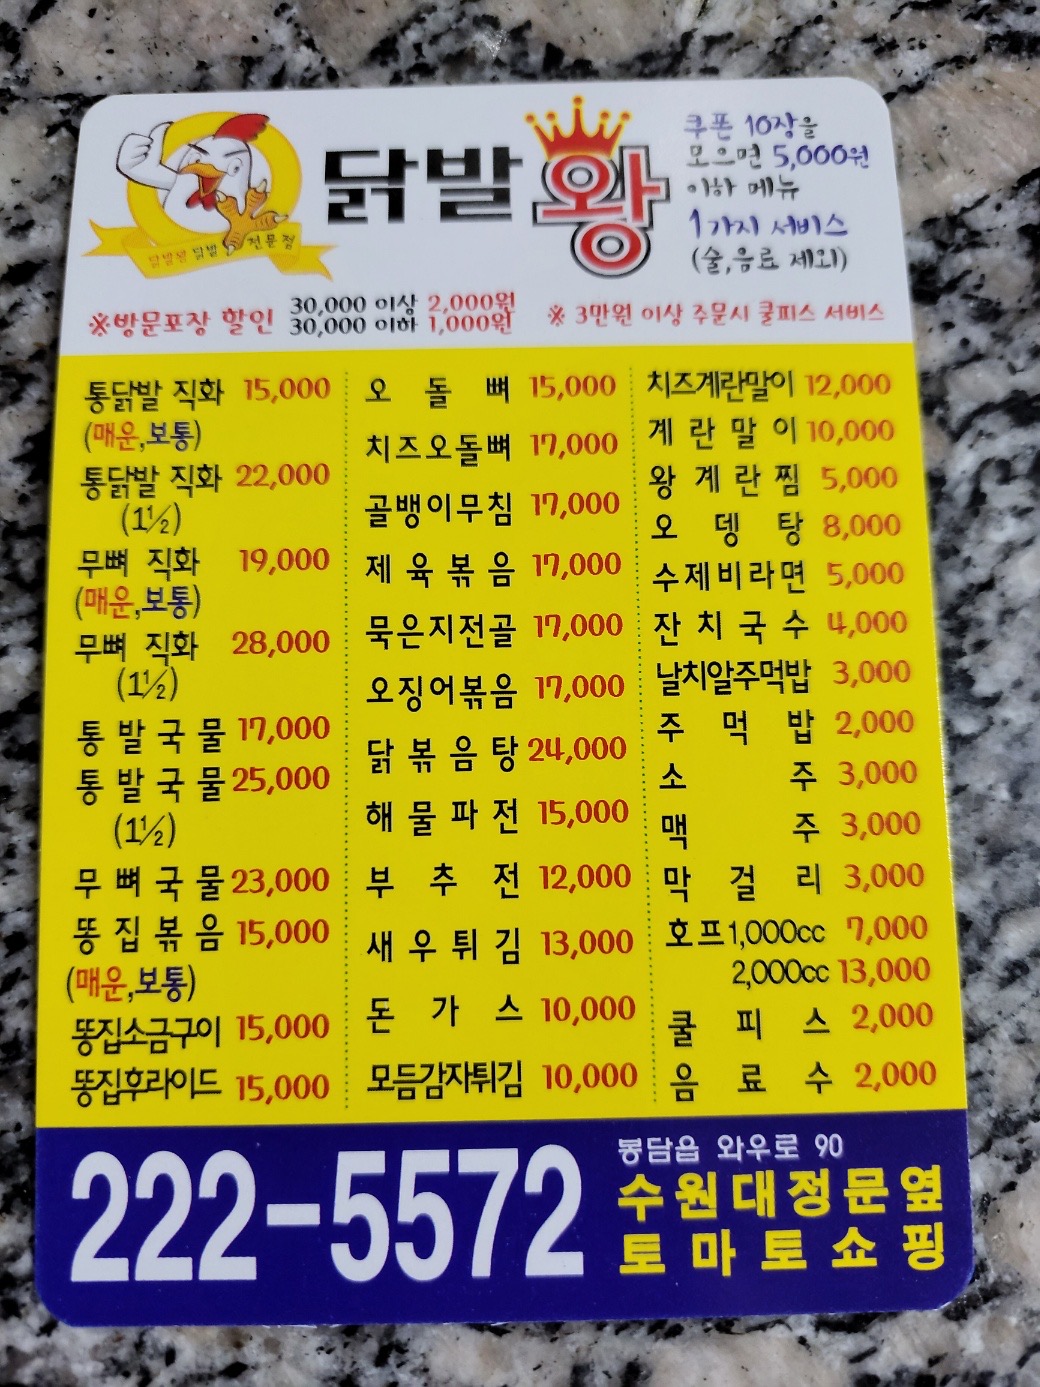 닭발왕 닭발 전문점
닭발왕
쿠폰 10장을
모으면 5,000원
이하 메뉴
1가지 서비스
(술,음료 제외)
※방문포장 할인 30,000 이상 2,000원
30,000 이하 1,000원
※ 3만원 이상 주문시 쿨피스 서비스
통닭발 직화 15,000
(매운,보통)
통닭발 직화 22,000
(1½)
무뼈 직화 19,000
(매운,보통)
무뼈 직화 28,000
(1½)
통발국물 17,000
통발국물 25,000
(1½)
무뼈국물 23,000
똥집볶음 15,000
(매운,보통)
똥집소금구이 15,000
똥집후라이드 15,000
오돌뼈 15,000
치즈오돌뼈 17,000
골뱅이무침 17,000
제육볶음 17,000
묵은지전골 17,000
오징어볶음 17,000
닭볶음탕 24,000
해물파전 15,000
부추전 12,000
새우튀김 13,000
돈가스 10,000
모듬감자튀김 10,000
치즈계란말이 12,000
계란말이 10,000
왕계란찜 5,000
오뎅탕 8,000
수제비라면 5,000
잔치국수 4,000
날치알주먹밥 3,000
주먹밥 2,000
소주 3,000
맥주 3,000
막걸리 3,000
호프 1,000cc 7,000
2,000cc 13,000
쿨피스 2,000
음료수 2,000
222-5572
봉담읍 와우로 90
수원대정문옆
토마토쇼핑